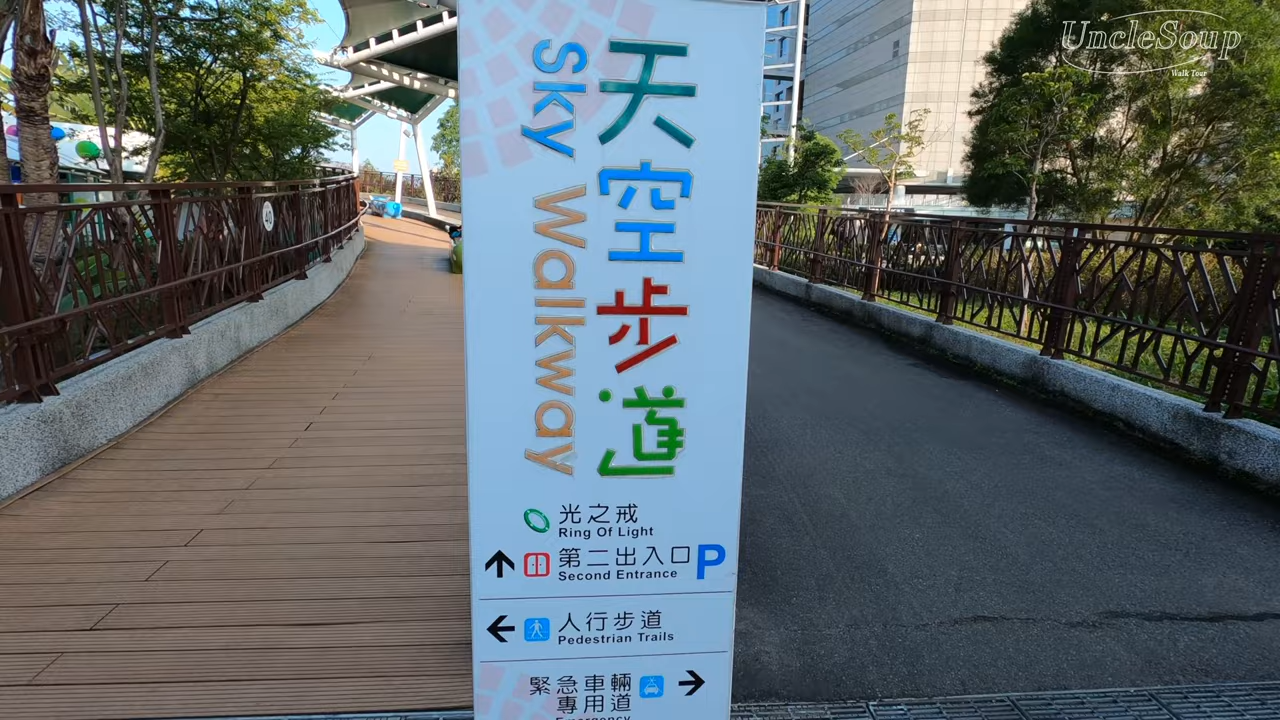 UncleSoup
Walk Tour
天空步道
Sky Walkway
40
光之戒
Ring Of Light
第二出入口 P
Second Entrance
人行步道
Pedestrian Trails
緊急車輛
專用道
Emergency